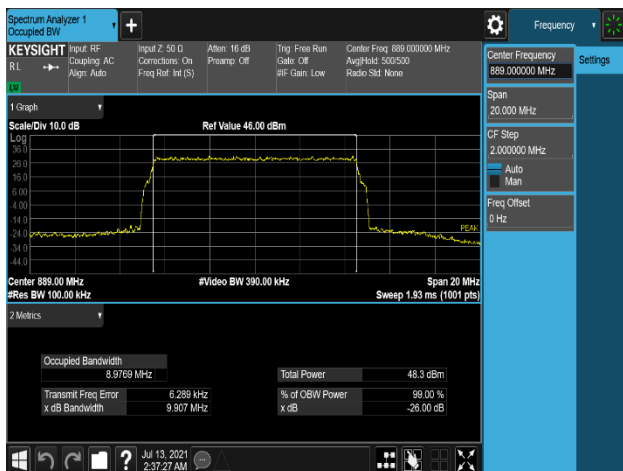 Spectrum Analyzer 1
Occupied BW
+
Frequency
KEYSIGHT
RL
LXI
Input: RF
Coupling: AC
Align: Auto
Input Z: 50 Ω
Corrections: On
Freq Ref: Int (S)
Atten: 16 dB
Preamp: Off
Trig: Free Run
Gate: Off
#IF Gain: Low
Center Freq: 889.000000 MHz
Avg|Hold: 500/500
Radio Std: None
Center Frequency
889.000000 MHz
Settings
Span
20.000 MHz
CF Step
2.000000 MHz
Auto
Man
Freq Offset
0 Hz
1 Graph
Scale/Div 10.0 dB
Ref Value 46.00 dBm
Log
36.0
26.0
16.0
6.00
-4.00
-14.0
-24.0
-34.0
-44.0
PEAK
Center 889.00 MHz
#Video BW 390.00 kHz
Span 20 MHz
#Res BW 100.00 kHz
Sweep 1.93 ms (1001 pts)
2 Metrics
Occupied Bandwidth
8.9769 MHz
Total Power
48.3 dBm
Transmit Freq Error
6.289 kHz
% of OBW Power
99.00 %
x dB Bandwidth
9.907 MHz
x dB
-26.00 dB
?
Jul 13, 2021
2:37:27 AM